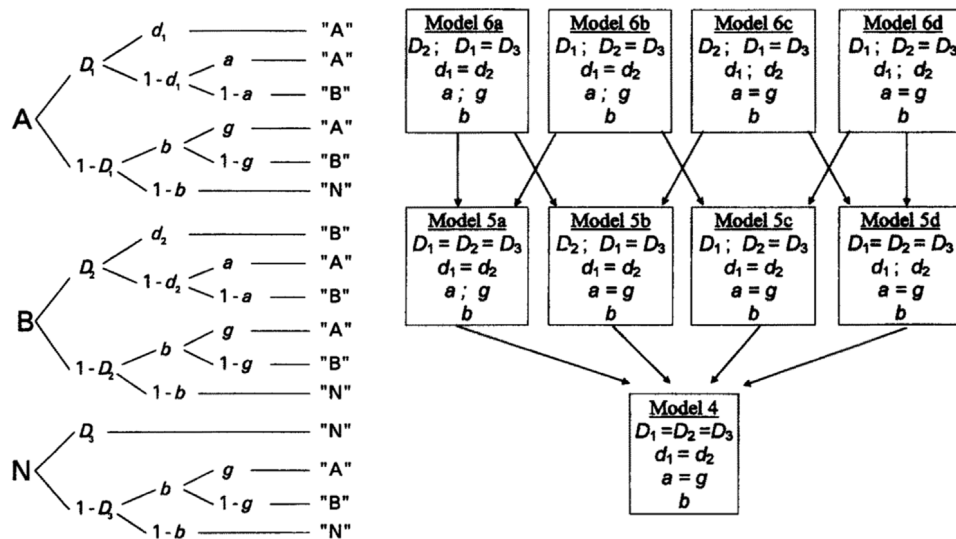 A
D₁
d₁
"A"
1-d₁
a
"A"
1-a
"B"
1-D₁
b
g
"A"
1-g
"B"
1-b
"N"
B
D₂
d₂
"B"
1-d₂
a
"A"
1-a
"B"
1-D₂
b
g
"A"
1-g
"B"
1-b
"N"
N
D₃
"N"
1-D₃
b
g
"A"
1-g
"B"
1-b
"N"
Model 6a
D₂ ; D₁ = D₃
d₁ = d₂
a ; g
b
Model 6b
D₁ ; D₂ = D₃
d₁ = d₂
a ; g
b
Model 6c
D₂ ; D₁ = D₃
d₁ ; d₂
a = g
b
Model 6d
D₁ ; D₂ = D₃
d₁ ; d₂
a = g
b
Model 5a
D₁ = D₂ = D₃
d₁ = d₂
a ; g
b
Model 5b
D₂ ; D₁ = D₃
d₁ = d₂
a = g
b
Model 5c
D₁ ; D₂ = D₃
d₁ = d₂
a = g
b
Model 5d
D₁ = D₂ = D₃
d₁ ; d₂
a = g
b
Model 4
D₁ = D₂ = D₃
d₁ = d₂
a = g
b